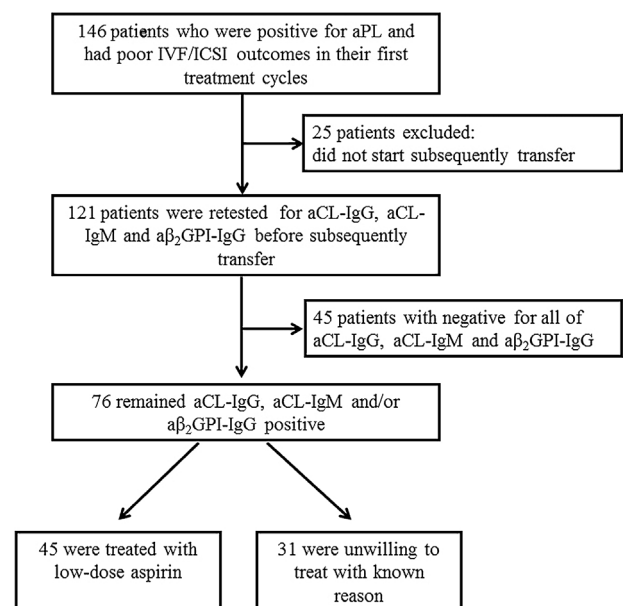 146 patients who were positive for aPL and
had poor IVF/ICSI outcomes in their first
treatment cycles
25 patients excluded:
did not start subsequently transfer
121 patients were retested for aCL-IgG, aCL-
IgM and aβ₂GPI-IgG before subsequently
transfer
45 patients with negative for all of
aCL-IgG, aCL-IgM and aβ₂GPI-IgG
76 remained aCL-IgG, aCL-IgM and/or
aβ₂GPI-IgG positive
45 were treated with
low-dose aspirin
31 were unwilling to
treat with known
reason